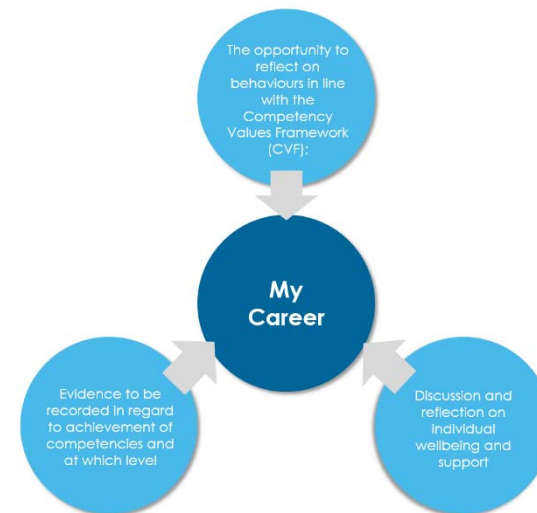 The opportunity to
reflect on
behaviours in line
with the
Competency
Values Framework
(CVF);
My
Career
Evidence to be
recorded in regard
to achievement of
competencies and
at which level
Discussion and
reflection on
individual
wellbeing and
support